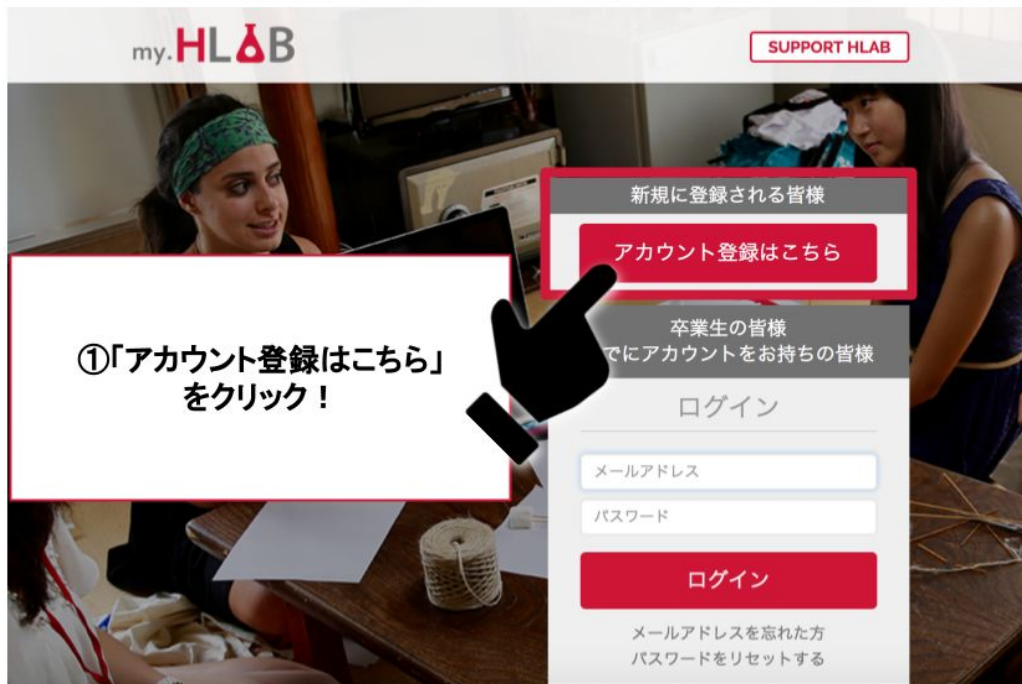 my.HLAB
SUPPORT HLAB
新規に登録される皆様
アカウント登録はこちら
①「アカウント登録はこちら」
をクリック！
卒業生の皆様
でにアカウントをお持ちの皆様
ログイン
メールアドレス
パスワード
ログイン
メールアドレスを忘れた方
パスワードをリセットする